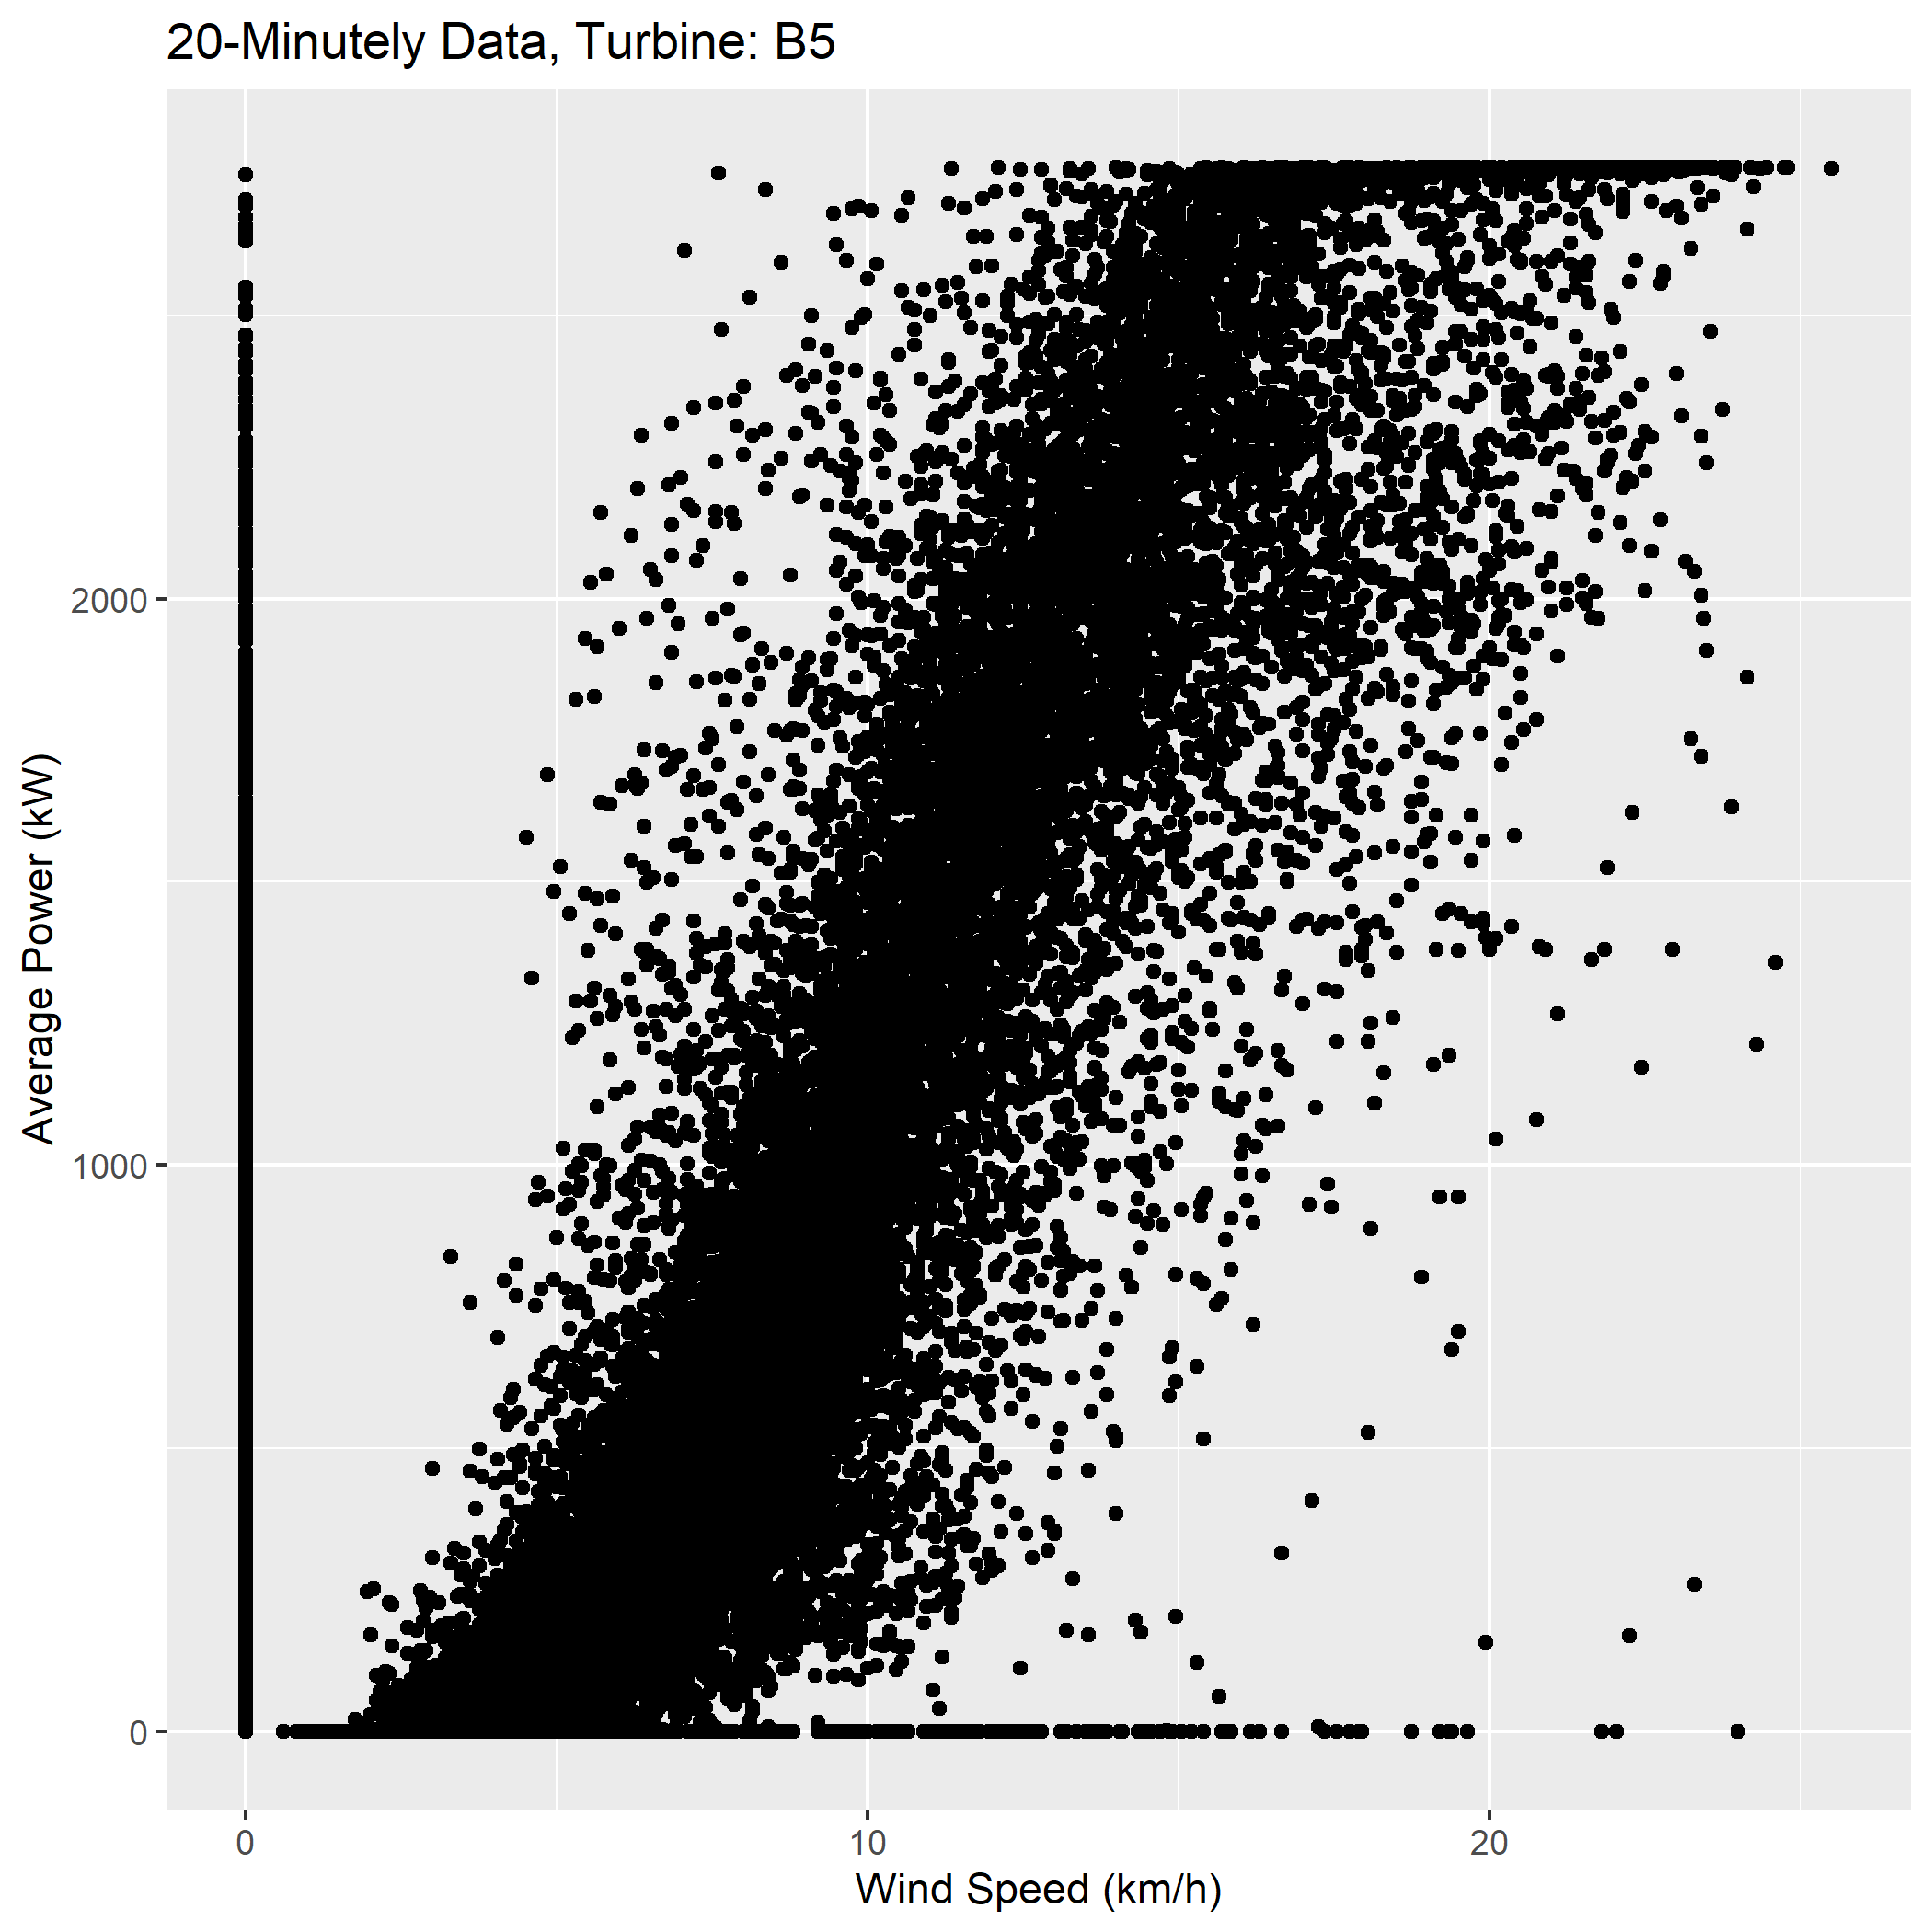 20-Minutely Data, Turbine: B5
Average Power (kW)
2000
1000
0
0 10 20
Wind Speed (km/h)